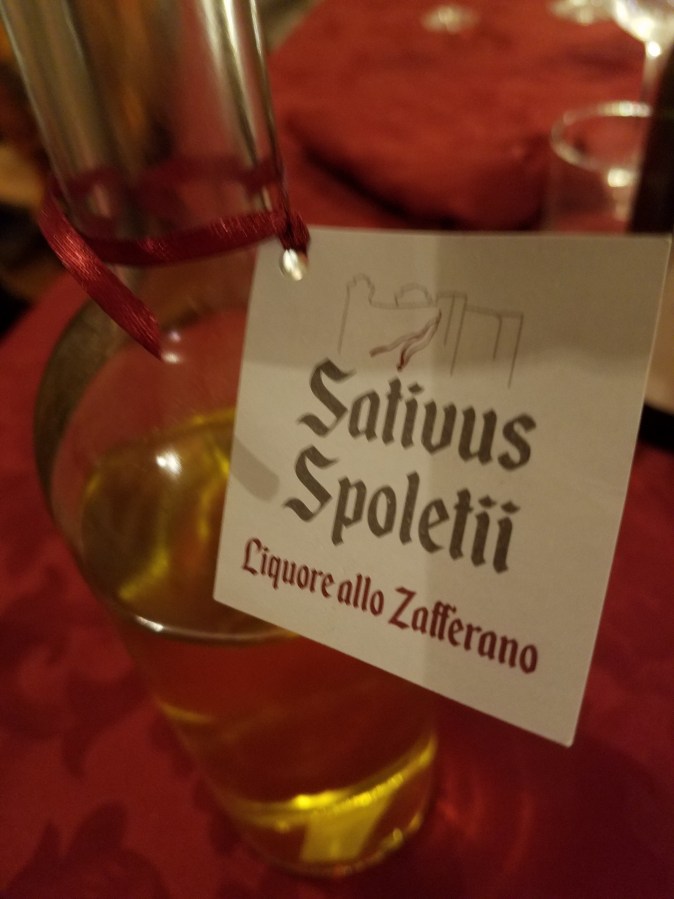 Sativus
Spoletii
Liquore allo Zafferano